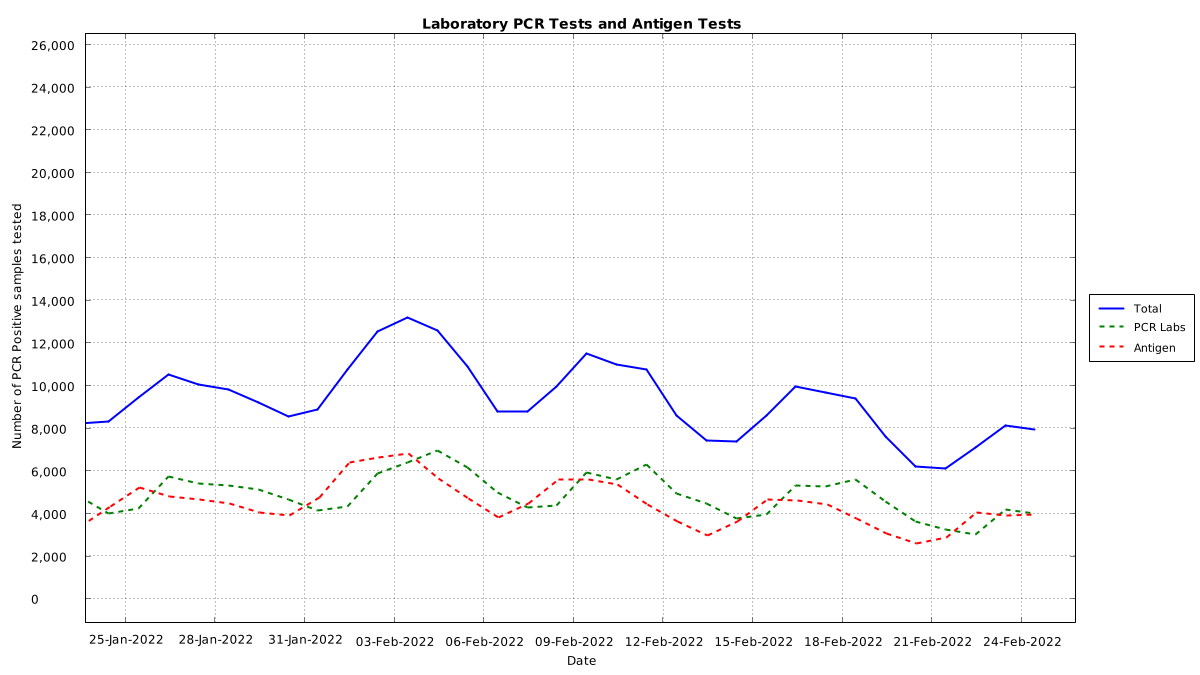 Laboratory PCR Tests and Antigen Tests
26,000
24,000
22,000
20,000
18,000
16,000
14,000
12,000
10,000
8,000
6,000
4,000
2,000
0
Number of PCR Positive samples tested
25-Jan-2022 28-Jan-2022 31-Jan-2022 03-Feb-2022 06-Feb-2022 09-Feb-2022 12-Feb-2022 15-Feb-2022 18-Feb-2022 21-Feb-2022 24-Feb-2022
Date
Total
PCR Labs
Antigen